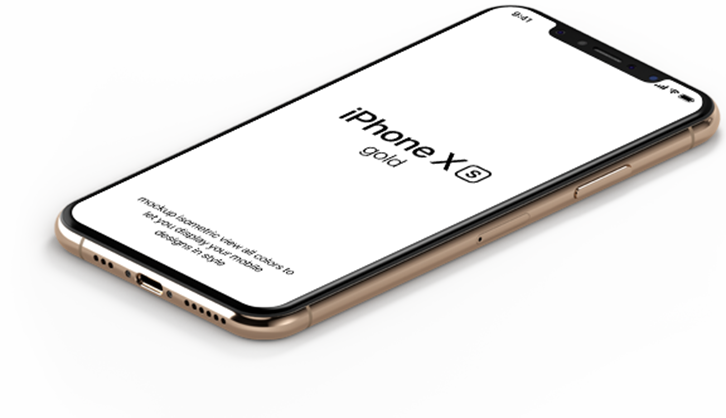 9:41
iPhone X S
gold
mockup isometric view all colors to
let you display your mobile
designs in style